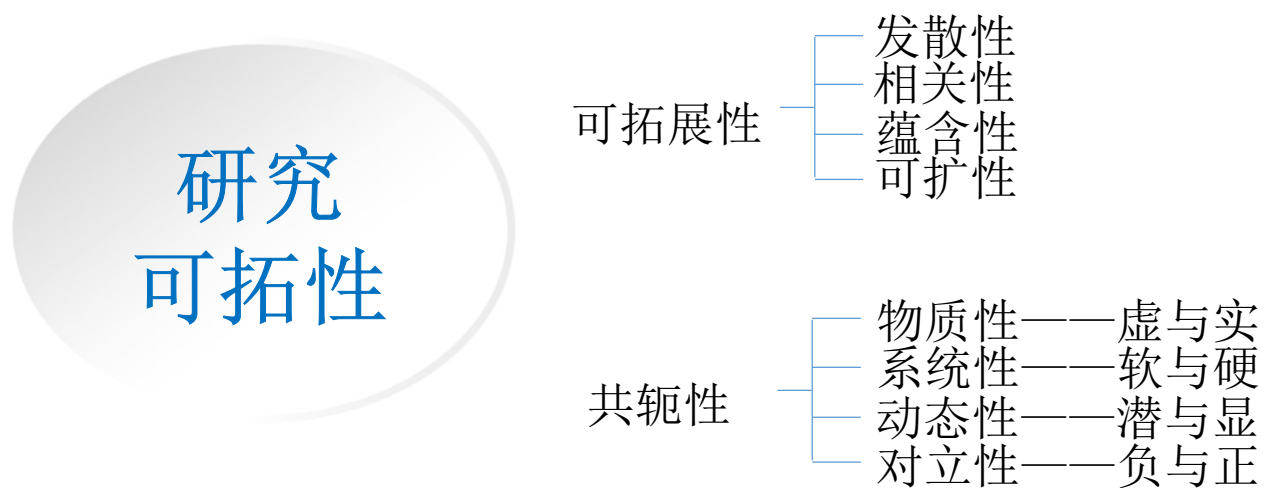 研究
可拓性
可拓展性
发散性
相关性
蕴含性
可扩性
共轭性
物质性——虚与实
系统性——软与硬
动态性——潜与显
对立性——负与正